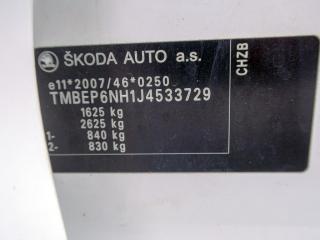 ŠKODA AUTO a.s.
e11*2007/46*0250
TMBEP6NH1J4533729
1625 kg
2625 kg
1- 840 kg
2- 830 kg
CHZB